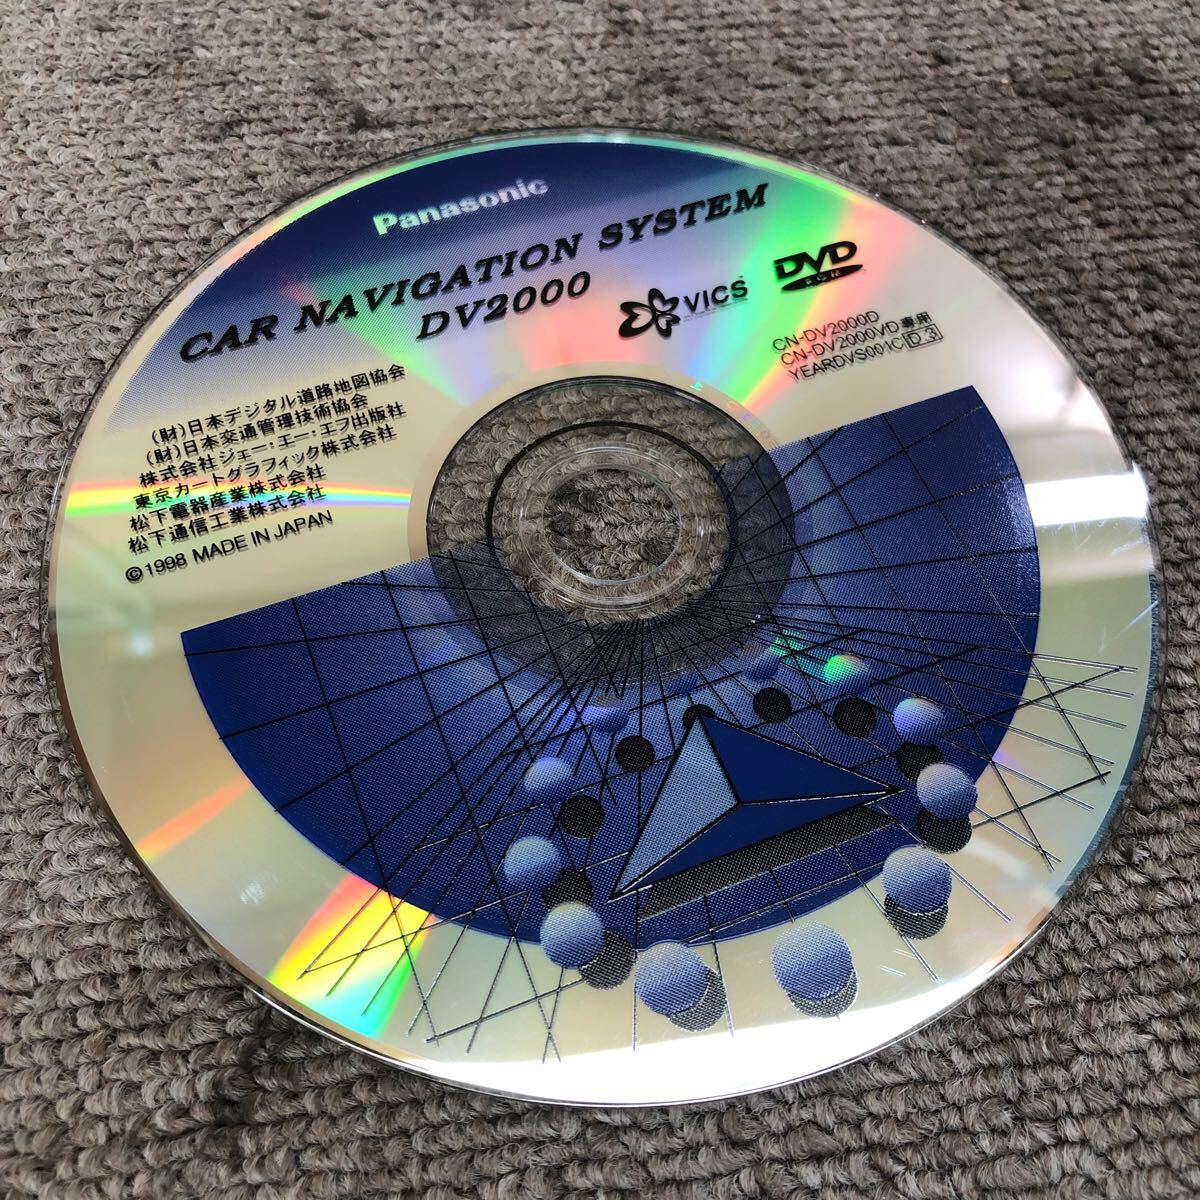 Panasonic
CAR NAVIGATION SYSTEM
DV2000
VICS
DVD
ROM
CN-DV2000D
CN-DV2000VD専用
YEARDVS001C D 3
(財)日本デジタル道路地図協会
(財)日本交通管理技術協会
株式会社ジェー・エー・エフ出版社
東京カートグラフィック株式会社
松下電器産業株式会社
松下通信工業株式会社
©1998 MADE IN JAPAN